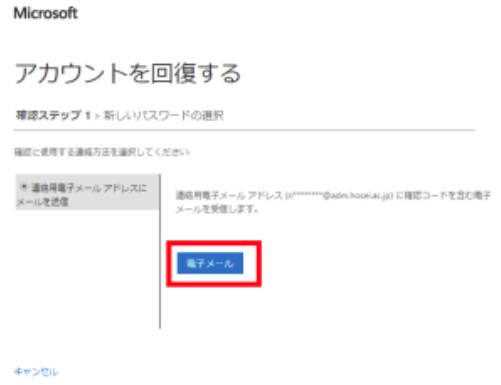 Microsoft
アカウントを回復する
確認ステップ 1 > 新しいパスワードの選択
確認に使用する連絡方法を選択してください:
連絡用電子メール アドレスに
メールを送信
連絡用電子メール アドレス (r********@adm.hosei.ac.jp) に確認コードを含む電子
メールを受信します。
電子メール
キャンセル